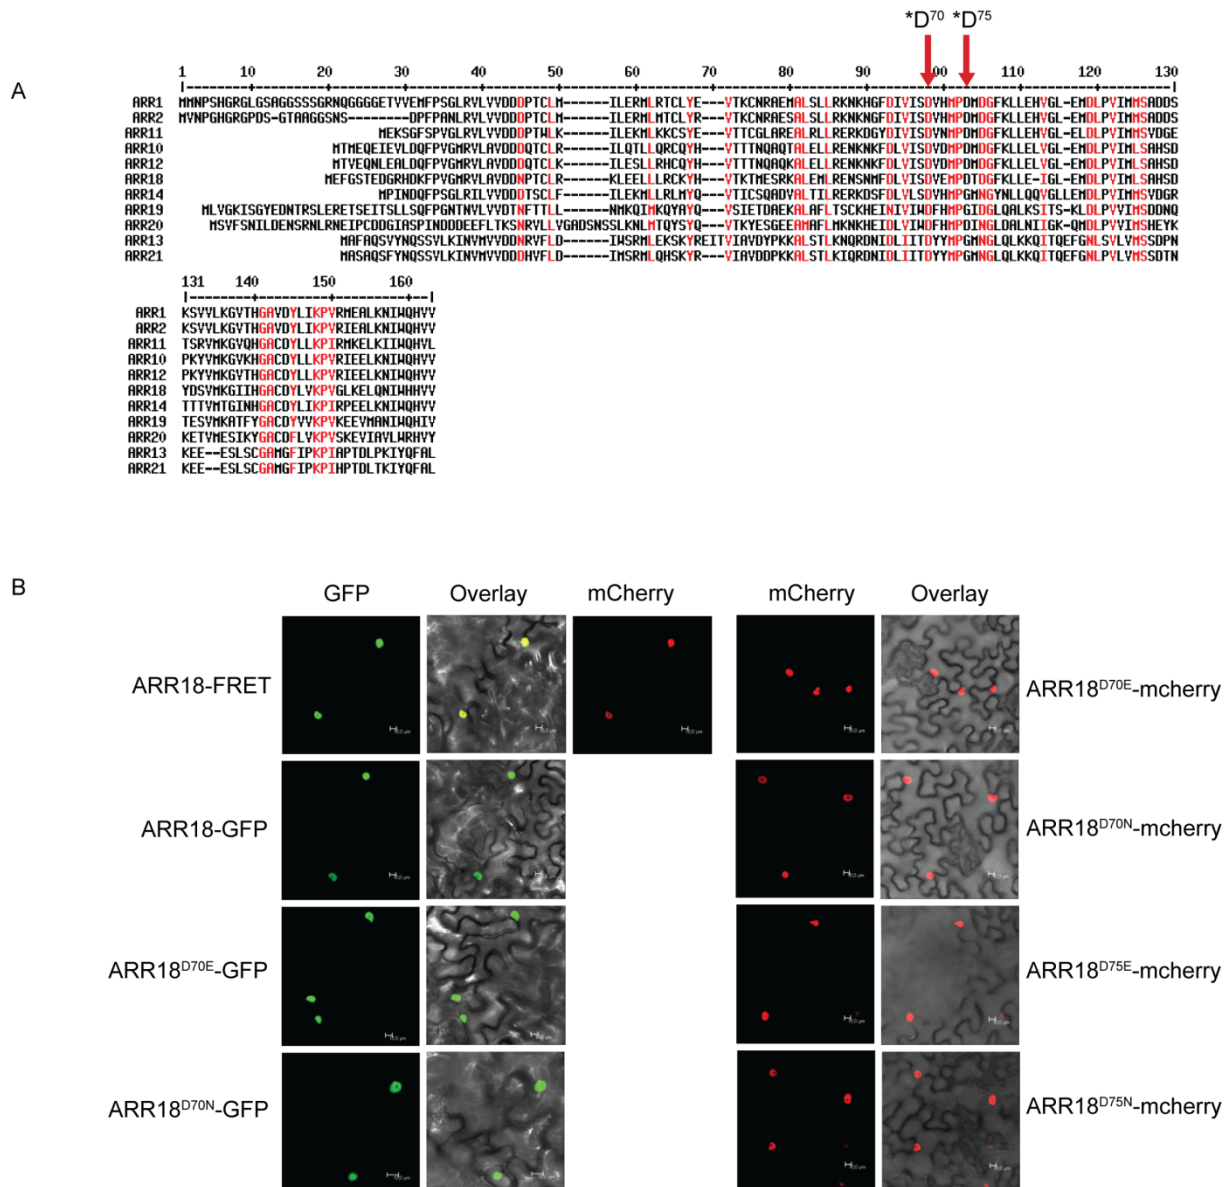 *D70 *D75
A
1 10 20 30 40 50 60 70 80 90 100 110 120 130
ARR1 MMNPSHGRGLGSAGGSSSGRNQGGGGETVVEMFPSGLRVLVVDDDPTCLM------ILERMLRTCLYE---VTKCNRAEMALSLLRKNKHGFDIVISDVHMPDMDGFKLLEHVGL-EMDLPVIMMSADDS
ARR2 MVNPGHGRGPDS-GTAAGGSNS--------DPFPANLRVLVVDDDPTCLM------ILERMLMTCLYR---VTKCNRAESALSLLRKNKNGFDIVISDVHMPDMDGFKLLEHVGL-EMDLPVIMMSADDS
ARR11 MEKSGFSPVGLRVLVVDDDPTWLK------ILEKMLKKCSYE---VTTCGLAREALRLLRERKDGYDIVISDVNMPDMDGFKLLEHVGL-EMDLPVIMMSVDGE
ARR10 MTMEQEIEVLDQFPVGMRVLAVDDDQTCLR------ILQTLLQRCQYH---VTTTNQAQTALELLRENKNKFDLVISDVDMPDMDGFKLLELVGL-EMDLPVIMLSAHSD
ARR12 MTVEQNLEALDQFPVGMRVLAVDDDQTCLK------ILESLLRHCQYH---VTTTNQAQKALELLRENKNKFDLVISDVDMPDMDGFKLLELVGL-EMDLPVIMLSAHSD
ARR18 MEFGSTEDGRHDKFPVGMRVLAVDDNPTCLR------KLEELLLRCKYH---VTKTMESRKALEMLRENSNMFDLVISDVEMPDTDGFKLLE-IGL-EMDLPVIMLSAHSD
ARR14 MPINDQFPSGLRILVVDDDTSCLF------ILEKMLLRLMYQ---VTICSQADVALTILRERKDSFDLVLSDVHMPGMNGYNLLQQVGLLEMDLPVIMMSVDGR
ARR19 MLVGKISGYEDNTRSLERETSEITSLLSQFPGNTNVLVVDTNFTTLL------NMKQIMKQYAYQ---VSIETDAEKALAFLTSCKHEINIVIWDFHMPGIDGLQALKSITS-KLDLPVVIMSDDNQ
ARR20 MSVFSNILDENSRNLRNEIPCDDGIASPINDDDEEFLTKSNRVLLVGADSNSSLKNLMTQYSYQ---VTKYESGEEAMAFLMKNKHEIDLVIWDFHMPDINGLDALNIIGK-QMDLPVVIMSHEYK
ARR13 MAFAQSVYNQSSVLKINVMVVDDNRVFLD------IWSRMLEKSKYREITVIAVDYPKKALSTLKNQRDNIDLIITDYYMPGMNGLQLKKQITQEFGNLSVLVMSSDPN
ARR21 MASAQSFYNQSSVLKINVMVVDDDHVFLD------IMSRMLQHSKYR---VIAVDDPKKALSTLKIQRDNIDLIITDYYMPGMNGLQLKKQITQEFGNLPVLVMSSDTN
131 140 150 160
ARR1 KSVVLKGVTHGAVDYLIKPVRMEALKNIWQHVV
ARR2 KSVVLKGVTHGAVDYLIKPVRIEALKNIWQHVV
ARR11 TSRVMKGVQHGACDYLLKPIRMKELKIIWQHVL
ARR10 PKYVMKGVKHGACDYLLKPVRIEELKNIWQHVV
ARR12 PKYVMKGVTHGACDYLLKPVRIEELKNIWQHVV
ARR18 YDSVMKGIIHGACDYLVKPVGLKELQNIWHHVV
ARR14 TTTVMTGINHGACDYLIKPIRPEELKNIWQHVV
ARR19 TESVMKATFYGACDYVVKPVKEEVMANIWQHIV
ARR20 KETVMESIKYGACDFLVKPVSKEVIAVLWRHVY
ARR13 KEE--ESLSCGAMGFIPKPIAPTDLPKIYQFAL
ARR21 KEE--ESLSCGAMGFIPKPIHPTDLTKIYQFAL
B
GFP Overlay mCherry mCherry Overlay
ARR18-FRET
ARR18D70E-mcherry
ARR18-GFP
ARR18D70N-mcherry
ARR18D70E-GFP
ARR18D75E-mcherry
ARR18D70N-GFP
ARR18D75N-mcherry